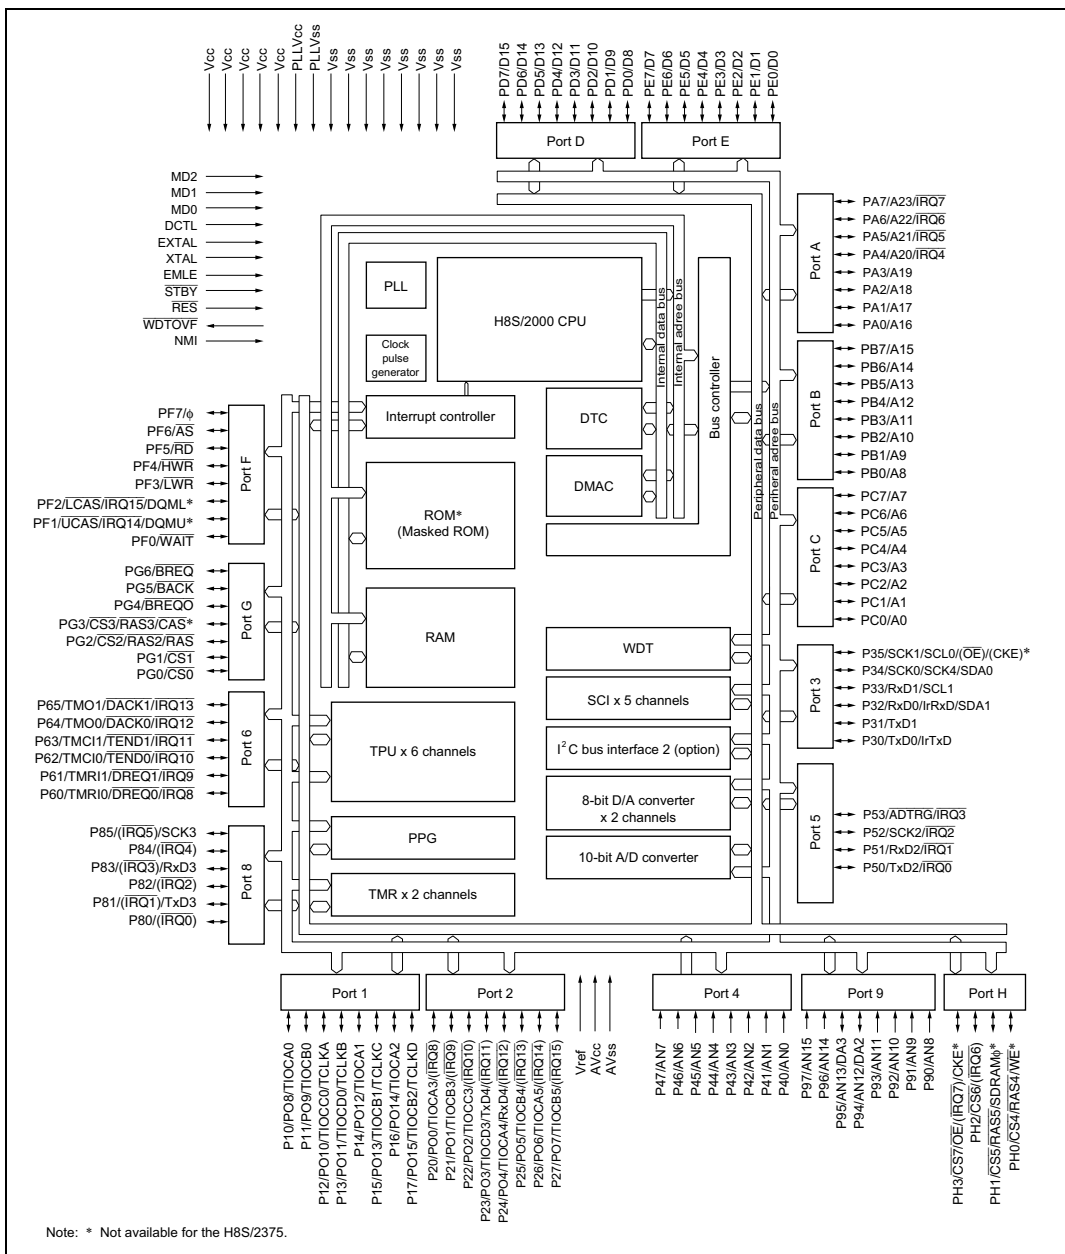 Vcc
Vcc
Vcc
Vcc
Vcc
PLLVcc
PLLVss
Vss
Vss
Vss
Vss
Vss
Vss
Vss
Vss
PD7/D15
PD6/D14
PD5/D13
PD4/D12
PD3/D11
PD2/D10
PD1/D9
PD0/D8
PE7/D7
PE6/D6
PE5/D5
PE4/D4
PE3/D3
PE2/D2
PE1/D1
PE0/D0
Port D
Port E
MD2
MD1
MD0
DCTL
EXTAL
XTAL
EMLE
STBY
RES
WDTOVF
NMI
PLL
Clock
pulse
generator
H8S/2000 CPU
Interrupt controller
DTC
DMAC
ROM*
(Masked ROM)
RAM
TPU x 6 channels
PPG
TMR x 2 channels
WDT
SCI x 5 channels
I²C bus interface 2 (option)
8-bit D/A converter
x 2 channels
10-bit A/D converter
Internal data bus
Internal adree bus
Bus controller
Peripheral data bus
Periheral adree bus
Port A
PA7/A23/IRQ7
PA6/A22/IRQ6
PA5/A21/IRQ5
PA4/A20/IRQ4
PA3/A19
PA2/A18
PA1/A17
PA0/A16
Port B
PB7/A15
PB6/A14
PB5/A13
PB4/A12
PB3/A11
PB2/A10
PB1/A9
PB0/A8
Port C
PC7/A7
PC6/A6
PC5/A5
PC4/A4
PC3/A3
PC2/A2
PC1/A1
PC0/A0
Port 3
P35/SCK1/SCL0/(OE)/(CKE)*
P34/SCK0/SCK4/SDA0
P33/RxD1/SCL1
P32/RxD0/IrRxD/SDA1
P31/TxD1
P30/TxD0/IrTxD
Port 5
P53/ADTRG/IRQ3
P52/SCK2/IRQ2
P51/RxD2/IRQ1
P50/TxD2/IRQ0
PF7/ϕ
PF6/AS
PF5/RD
PF4/HWR
PF3/LWR
PF2/LCAS/IRQ15/DQML*
PF1/UCAS/IRQ14/DQMU*
PF0/WAIT
Port F
PG6/BREQ
PG5/BACK
PG4/BREQO
PG3/CS3/RAS3/CAS*
PG2/CS2/RAS2/RAS
PG1/CS1
PG0/CS0
Port G
P65/TMO1/DACK1/IRQ13
P64/TMO0/DACK0/IRQ12
P63/TMCI1/TEND1/IRQ11
P62/TMCI0/TEND0/IRQ10
P61/TMRI1/DREQ1/IRQ9
P60/TMRI0/DREQ0/IRQ8
Port 6
P85/(IRQ5)/SCK3
P84/(IRQ4)
P83/(IRQ3)/RxD3
P82/(IRQ2)
P81/(IRQ1)/TxD3
P80/(IRQ0)
Port 8
Port 1
Port 2
Port 4
Port 9
Port H
P10/PO8/TIOCA0
P11/PO9/TIOCB0
P12/PO10/TIOCC0/TCLKA
P13/PO11/TIOCD0/TCLKB
P14/PO12/TIOCA1
P15/PO13/TIOCB1/TCLKC
P16/PO14/TIOCA2
P17/PO15/TIOCB2/TCLKD
P20/PO0/TIOCA3/(IRQ8)
P21/PO1/TIOCB3/(IRQ9)
P22/PO2/TIOCC3/(IRQ10)
P23/PO3/TIOCD3/TxD4/(IRQ11)
P24/PO4/TIOCA4/RxD4/(IRQ12)
P25/PO5/TIOCB4/(IRQ13)
P26/PO6/TIOCA5/(IRQ14)
P27/PO7/TIOCB5/(IRQ15)
Vref
AVcc
AVss
P47/AN7
P46/AN6
P45/AN5
P44/AN4
P43/AN3
P42/AN2
P41/AN1
P40/AN0
P97/AN15
P96/AN14
P95/AN13/DA3
P94/AN12/DA2
P93/AN11
P92/AN10
P91/AN9
P90/AN8
PH3/CS7/OE/(IRQ7)/CKE*
PH2/CS6/(IRQ6)
PH1/CS5/RAS5/SDRAMϕ*
PH0/CS4/RAS4/WE*
Note: * Not available for the H8S/2375.